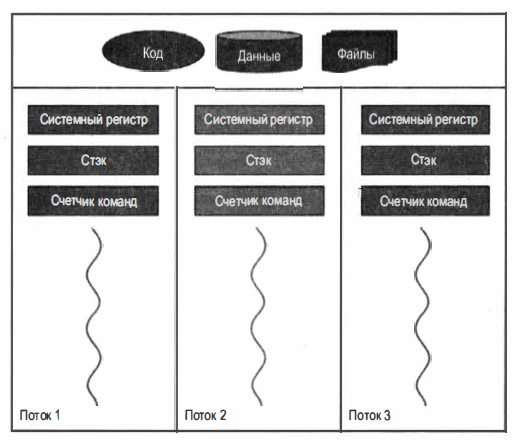 Код
Данные
Файлы
Системный регистр
Системный регистр
Системный регистр
Стэк
Стэк
Стэк
Счетчик команд
Счетчик команд
Счетчик команд
Поток 1
Поток 2
Поток 3